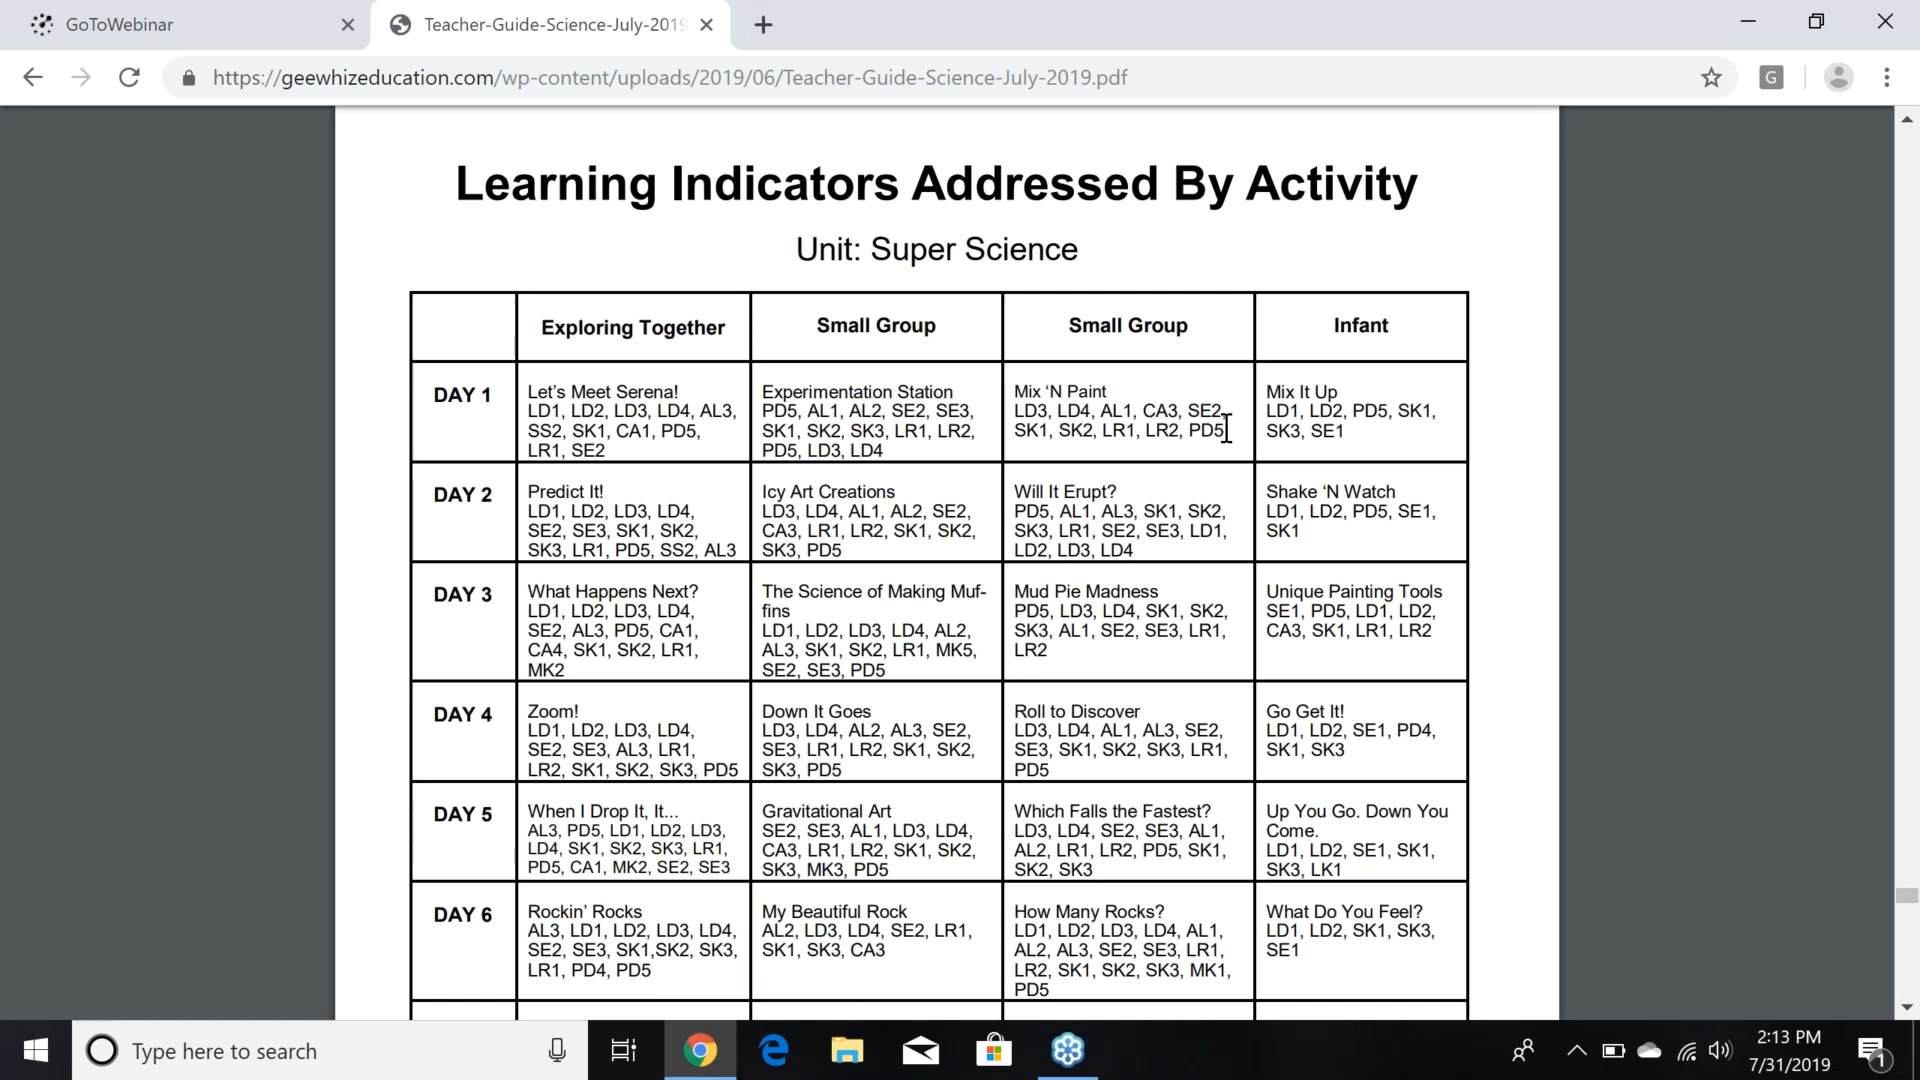 GoToWebinar
Teacher-Guide-Science-July-2019
https://geewhizeducation.com/wp-content/uploads/2019/06/Teacher-Guide-Science-July-2019.pdf
G
Learning Indicators Addressed By Activity
Unit: Super Science
Exploring Together
Small Group
Small Group
Infant
DAY 1
Let's Meet Serena!
LD1, LD2, LD3, LD4, AL3,
SS2, SK1, CA1, PD5,
LR1, SE2
Experimentation Station
PD5, AL1, AL2, SE2, SE3,
SK1, SK2, SK3, LR1, LR2,
PD5, LD3, LD4
Mix 'N Paint
LD3, LD4, AL1, CA3, SE2,
SK1, SK2, LR1, LR2, PD5
Mix It Up
LD1, LD2, PD5, SK1,
SK3, SE1
DAY 2
Predict It!
LD1, LD2, LD3, LD4,
SE2, SE3, SK1, SK2,
SK3, LR1, PD5, SS2, AL3
Icy Art Creations
LD3, LD4, AL1, AL2, SE2,
CA3, LR1, LR2, SK1, SK2,
SK3, PD5
Will It Erupt?
PD5, AL1, AL3, SK1, SK2,
SK3, LR1, SE2, SE3, LD1,
LD2, LD3, LD4
Shake 'N Watch
LD1, LD2, PD5, SE1,
SK1
DAY 3
What Happens Next?
LD1, LD2, LD3, LD4,
SE2, AL3, PD5, CA1,
CA4, SK1, SK2, LR1,
MK2
The Science of Making Muf-
fins
LD1, LD2, LD3, LD4, AL2,
AL3, SK1, SK2, LR1, MK5,
SE2, SE3, PD5
Mud Pie Madness
PD5, LD3, LD4, SK1, SK2,
SK3, AL1, SE2, SE3, LR1,
LR2
Unique Painting Tools
SE1, PD5, LD1, LD2,
CA3, SK1, LR1, LR2
DAY 4
Zoom!
LD1, LD2, LD3, LD4,
SE2, SE3, AL3, LR1,
LR2, SK1, SK2, SK3, PD5
Down It Goes
LD3, LD4, AL2, AL3, SE2,
SE3, LR1, LR2, SK1, SK2,
SK3, PD5
Roll to Discover
LD3, LD4, AL1, AL3, SE2,
SE3, SK1, SK2, SK3, LR1,
PD5
Go Get It!
LD1, LD2, SE1, PD4,
SK1, SK3
DAY 5
When I Drop It, It...
AL3, PD5, LD1, LD2, LD3,
LD4, SK1, SK2, SK3, LR1,
PD5, CA1, MK2, SE2, SE3
Gravitational Art
SE2, SE3, AL1, LD3, LD4,
CA3, LR1, LR2, SK1, SK2,
SK3, MK3, PD5
Which Falls the Fastest?
LD3, LD4, SE2, SE3, AL1,
AL2, LR1, LR2, PD5, SK1,
SK2, SK3
Up You Go. Down You
Come.
LD1, LD2, SE1, SK1,
SK3, LK1
DAY 6
Rockin' Rocks
AL3, LD1, LD2, LD3, LD4,
SE2, SE3, SK1,SK2, SK3,
LR1, PD4, PD5
My Beautiful Rock
AL2, LD3, LD4, SE2, LR1,
SK1, SK3, CA3
How Many Rocks?
LD1, LD2, LD3, LD4, AL1,
AL2, AL3, SE2, SE3, LR1,
LR2, SK1, SK2, SK3, MK1,
PD5
What Do You Feel?
LD1, LD2, SK1, SK3,
SE1
Type here to search
2:13 PM
7/31/2019
1